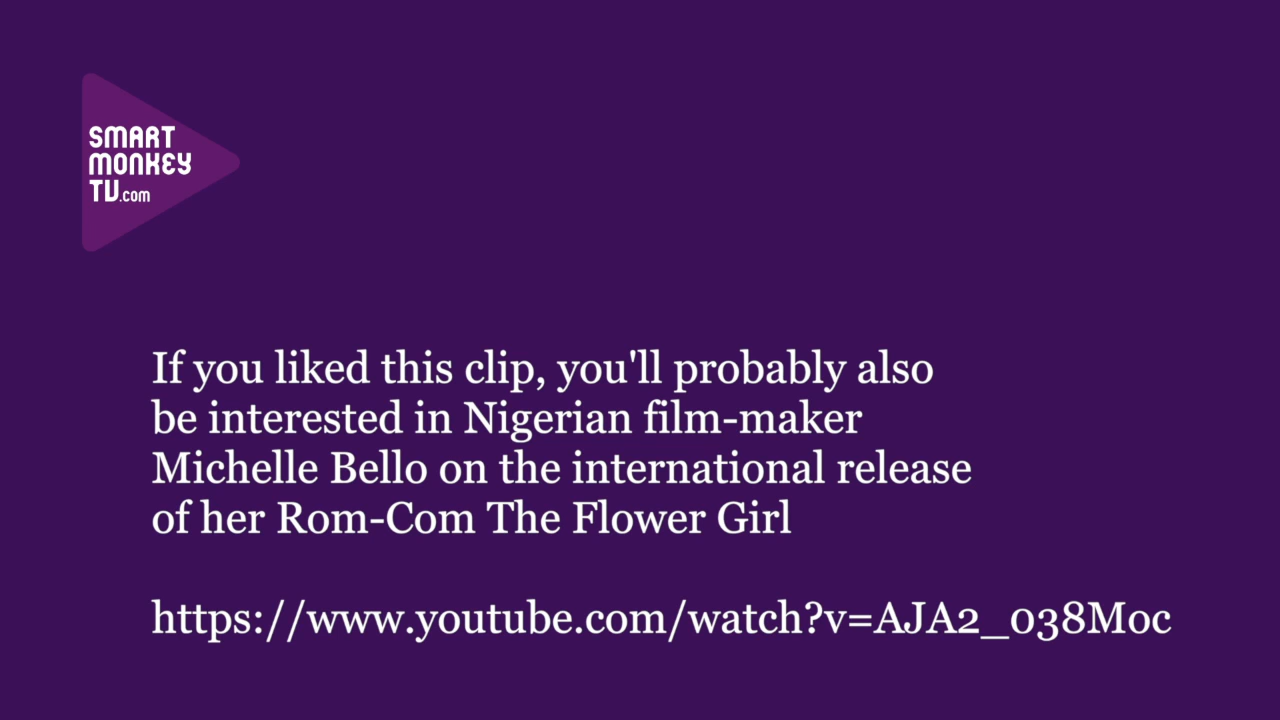 SMART
MONKEY
TV.com
If you liked this clip, you'll probably also
be interested in Nigerian film-maker
Michelle Bello on the international release
of her Rom-Com The Flower Girl
https://www.youtube.com/watch?v=AJA2_038Moc